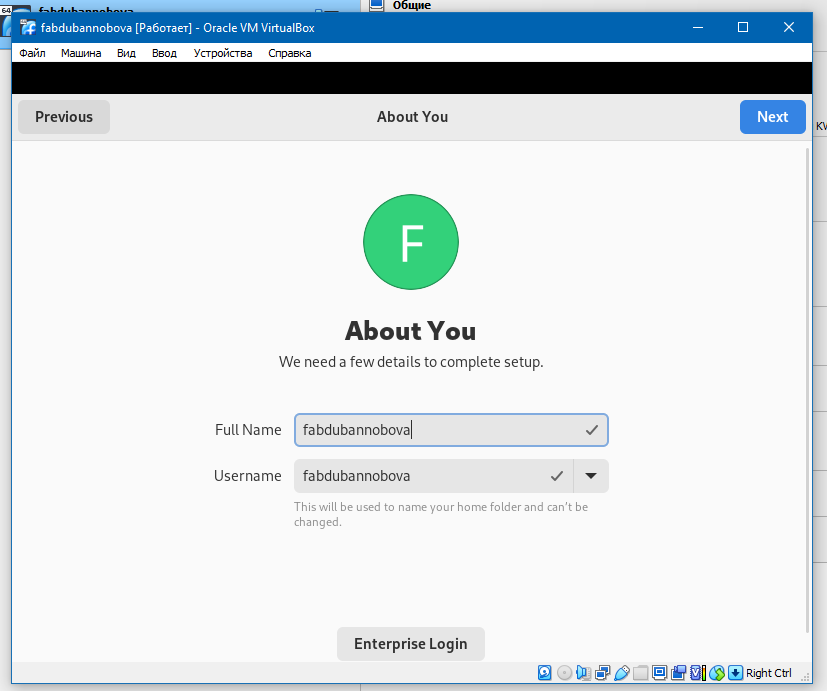 64
fabdubannobova
Общие
fabdubannobova [Работает] - Oracle VM VirtualBox
Файл Машина Вид Ввод Устройства Справка
Previous
About You
Next
F
About You
We need a few details to complete setup.
Full Name
fabdubannobova
Username
fabdubannobova
This will be used to name your home folder and can't be
changed.
Enterprise Login
Right Ctrl